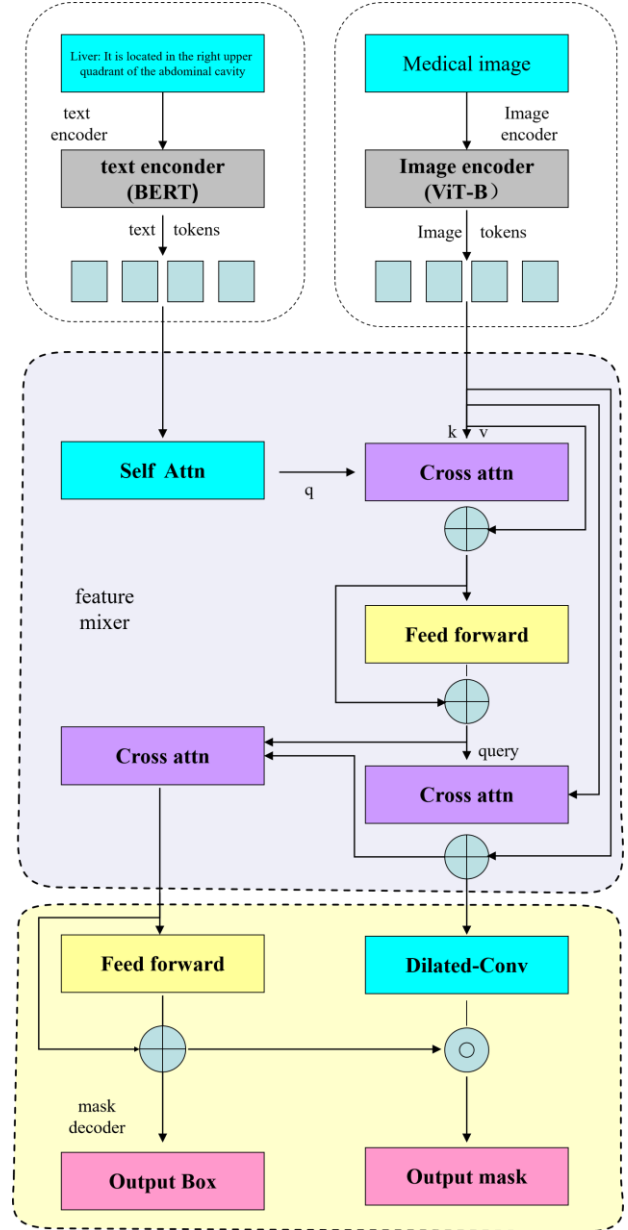 Liver: It is located in the right upper
quadrant of the abdominal cavity
Medical image
text
encoder
Image
encoder
text enconder
(BERT)
Image encoder
(ViT-B）
text tokens
Image tokens
k v
Self Attn
q
Cross attn
feature
mixer
Feed forward
query
Cross attn
Cross attn
Feed forward
Dilated-Conv
mask
decoder
Output Box
Output mask